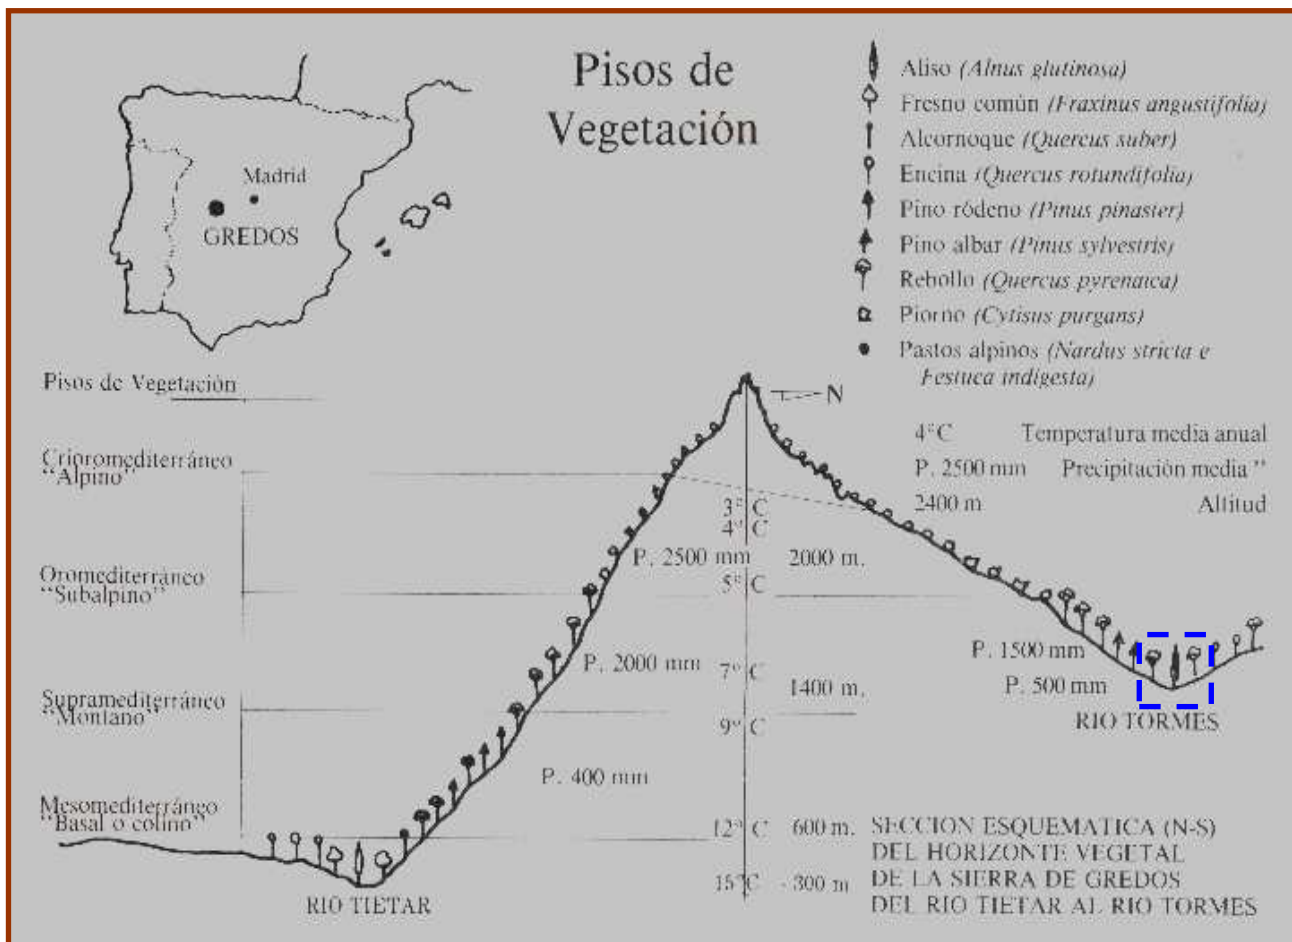 Pisos de
Vegetación
Madrid
GREDOS
Aliso (Alnus glutinosa)
Fresno común (Fraxinus angustifolia)
Alcornoque (Quercus suber)
Encina (Quercus rotundifolia)
Pino ródeno (Pinus pinaster)
Pino albar (Pinus sylvestris)
Rebollo (Quercus pyrenaica)
Piorno (Cytisus purgans)
Pastos alpinos (Nardus stricta e
Festuca indigesta)
Pisos de Vegetación
N
4°C Temperatura media anual
P. 2500 mm Precipitación media "
2400 m Altitud
Crioromediterráneo
"Alpino"
3° C
4° C
P. 2500 mm 2000 m.
Oromediterráneo
"Subalpino"
5° C
P. 1500 mm
P. 2000 mm
7° C
1400 m.
P. 500 mm
Supramediterráneo
"Montano"
9° C
RIO TORMES
P. 400 mm
Mesomediterráneo
"Basal o colino"
12° C 600 m.
15°C - 300 m
RIO TIETAR
SECCION ESQUEMATICA (N-S)
DEL HORIZONTE VEGETAL
DE LA SIERRA DE GREDOS
DEL RIO TIETAR AL RIO TORMES